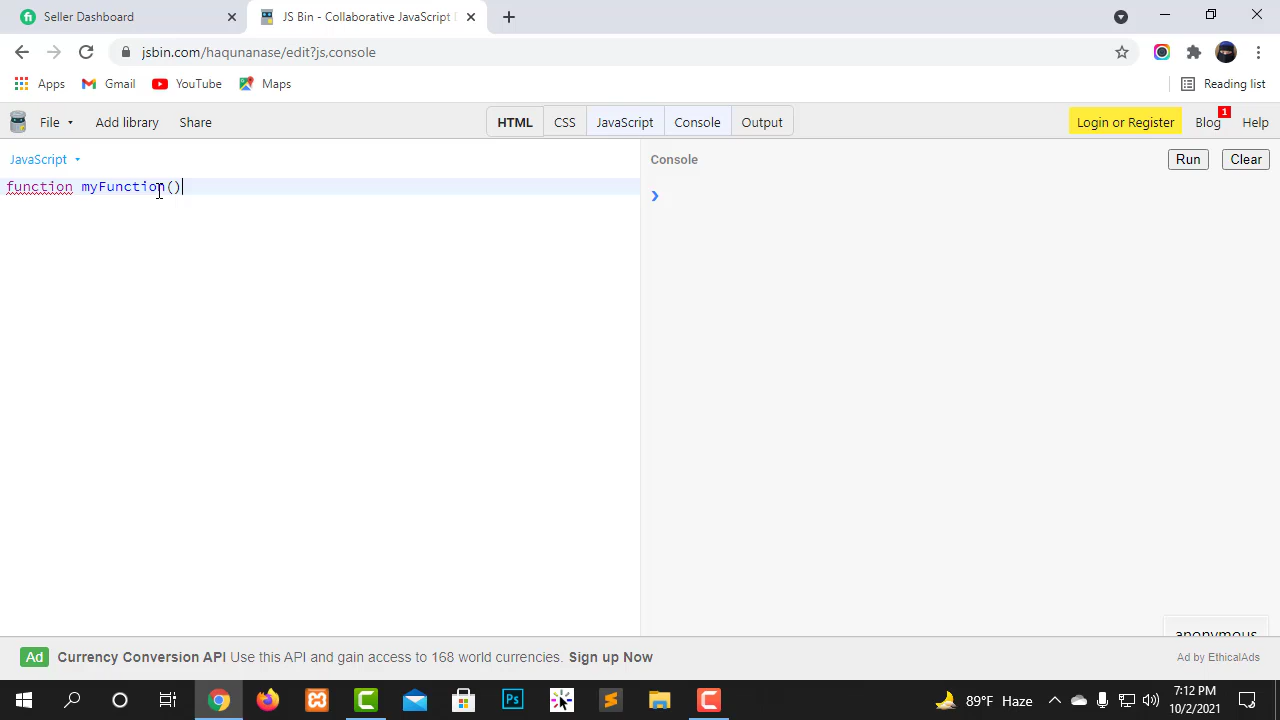 Seller Dashboard
JS Bin - Collaborative JavaScript
jsbin.com/haqunanase/edit?js,console
Apps Gmail YouTube Maps Reading list
File Add library Share HTML CSS JavaScript Console Output Login or Register Blog 1 Help
JavaScript
function myFunction()
Console Run Clear
anonymous
Ad Currency Conversion API Use this API and gain access to 168 world currencies. Sign up Now Ad by EthicalAds
Ps
89°F Haze
7:12 PM
10/2/2021